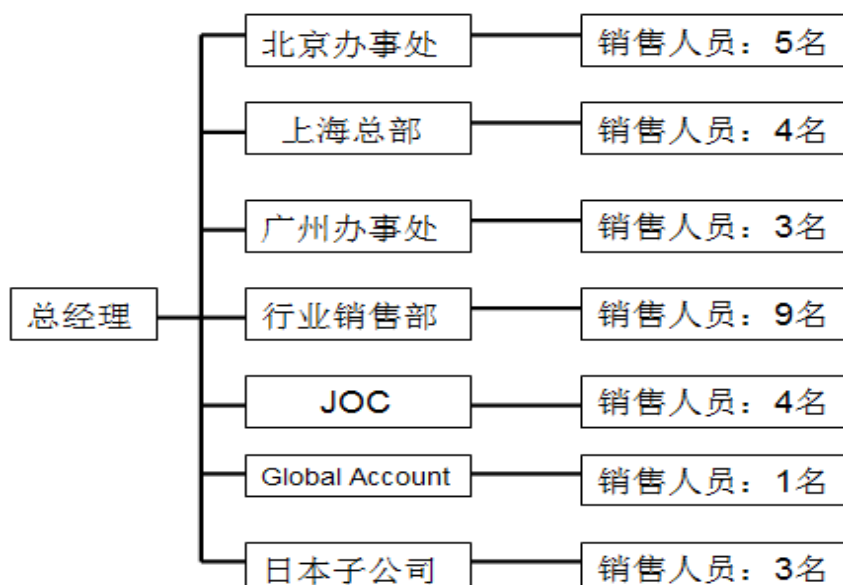 北京办事处 销售人员：5名
上海总部 销售人员：4名
广州办事处 销售人员：3名
总经理 行业销售部 销售人员：9名
JOC 销售人员：4名
Global Account 销售人员：1名
日本子公司 销售人员：3名